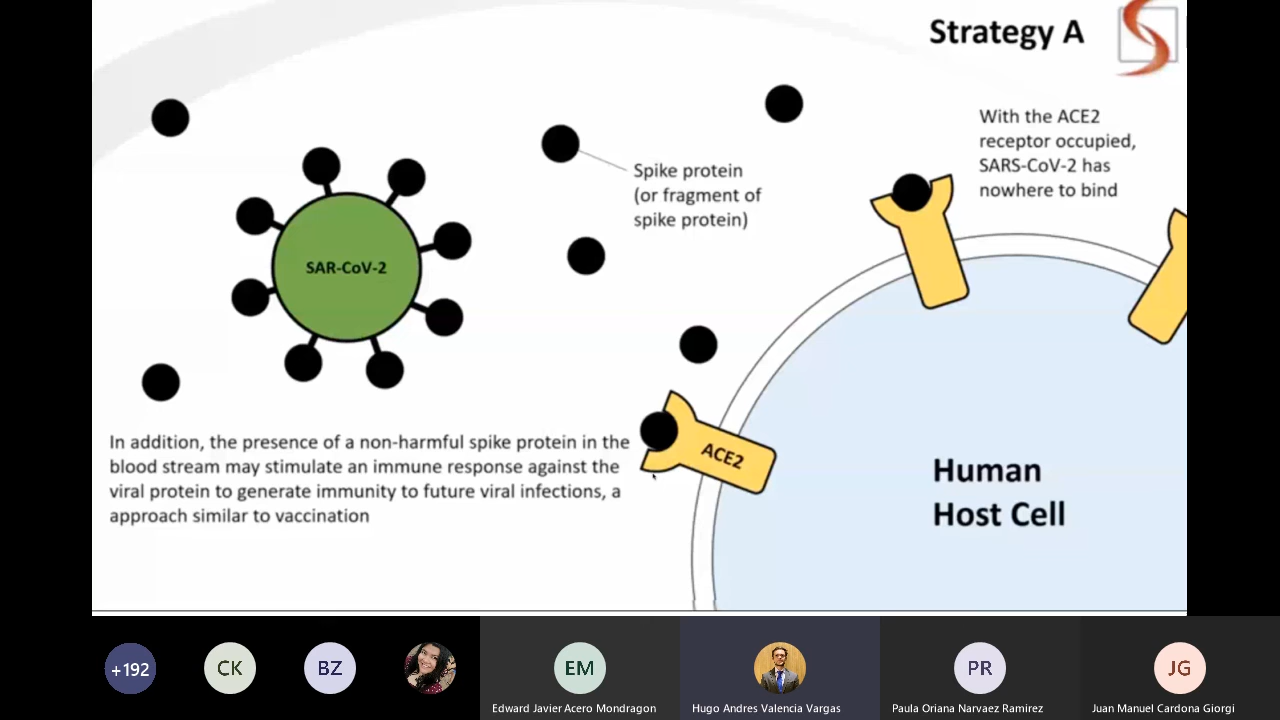 Strategy A
With the ACE2
receptor occupied,
SARS-CoV-2 has
nowhere to bind
Spike protein
(or fragment of
spike protein)
SAR-CoV-2
In addition, the presence of a non-harmful spike protein in the
blood stream may stimulate an immune response against the
viral protein to generate immunity to future viral infections, a
approach similar to vaccination
ACE2
Human
Host Cell
+192
CK
BZ
EM
PR
JG
Edward Javier Acero Mondragon
Hugo Andres Valencia Vargas
Paula Oriana Narvaez Ramirez
Juan Manuel Cardona Giorgi